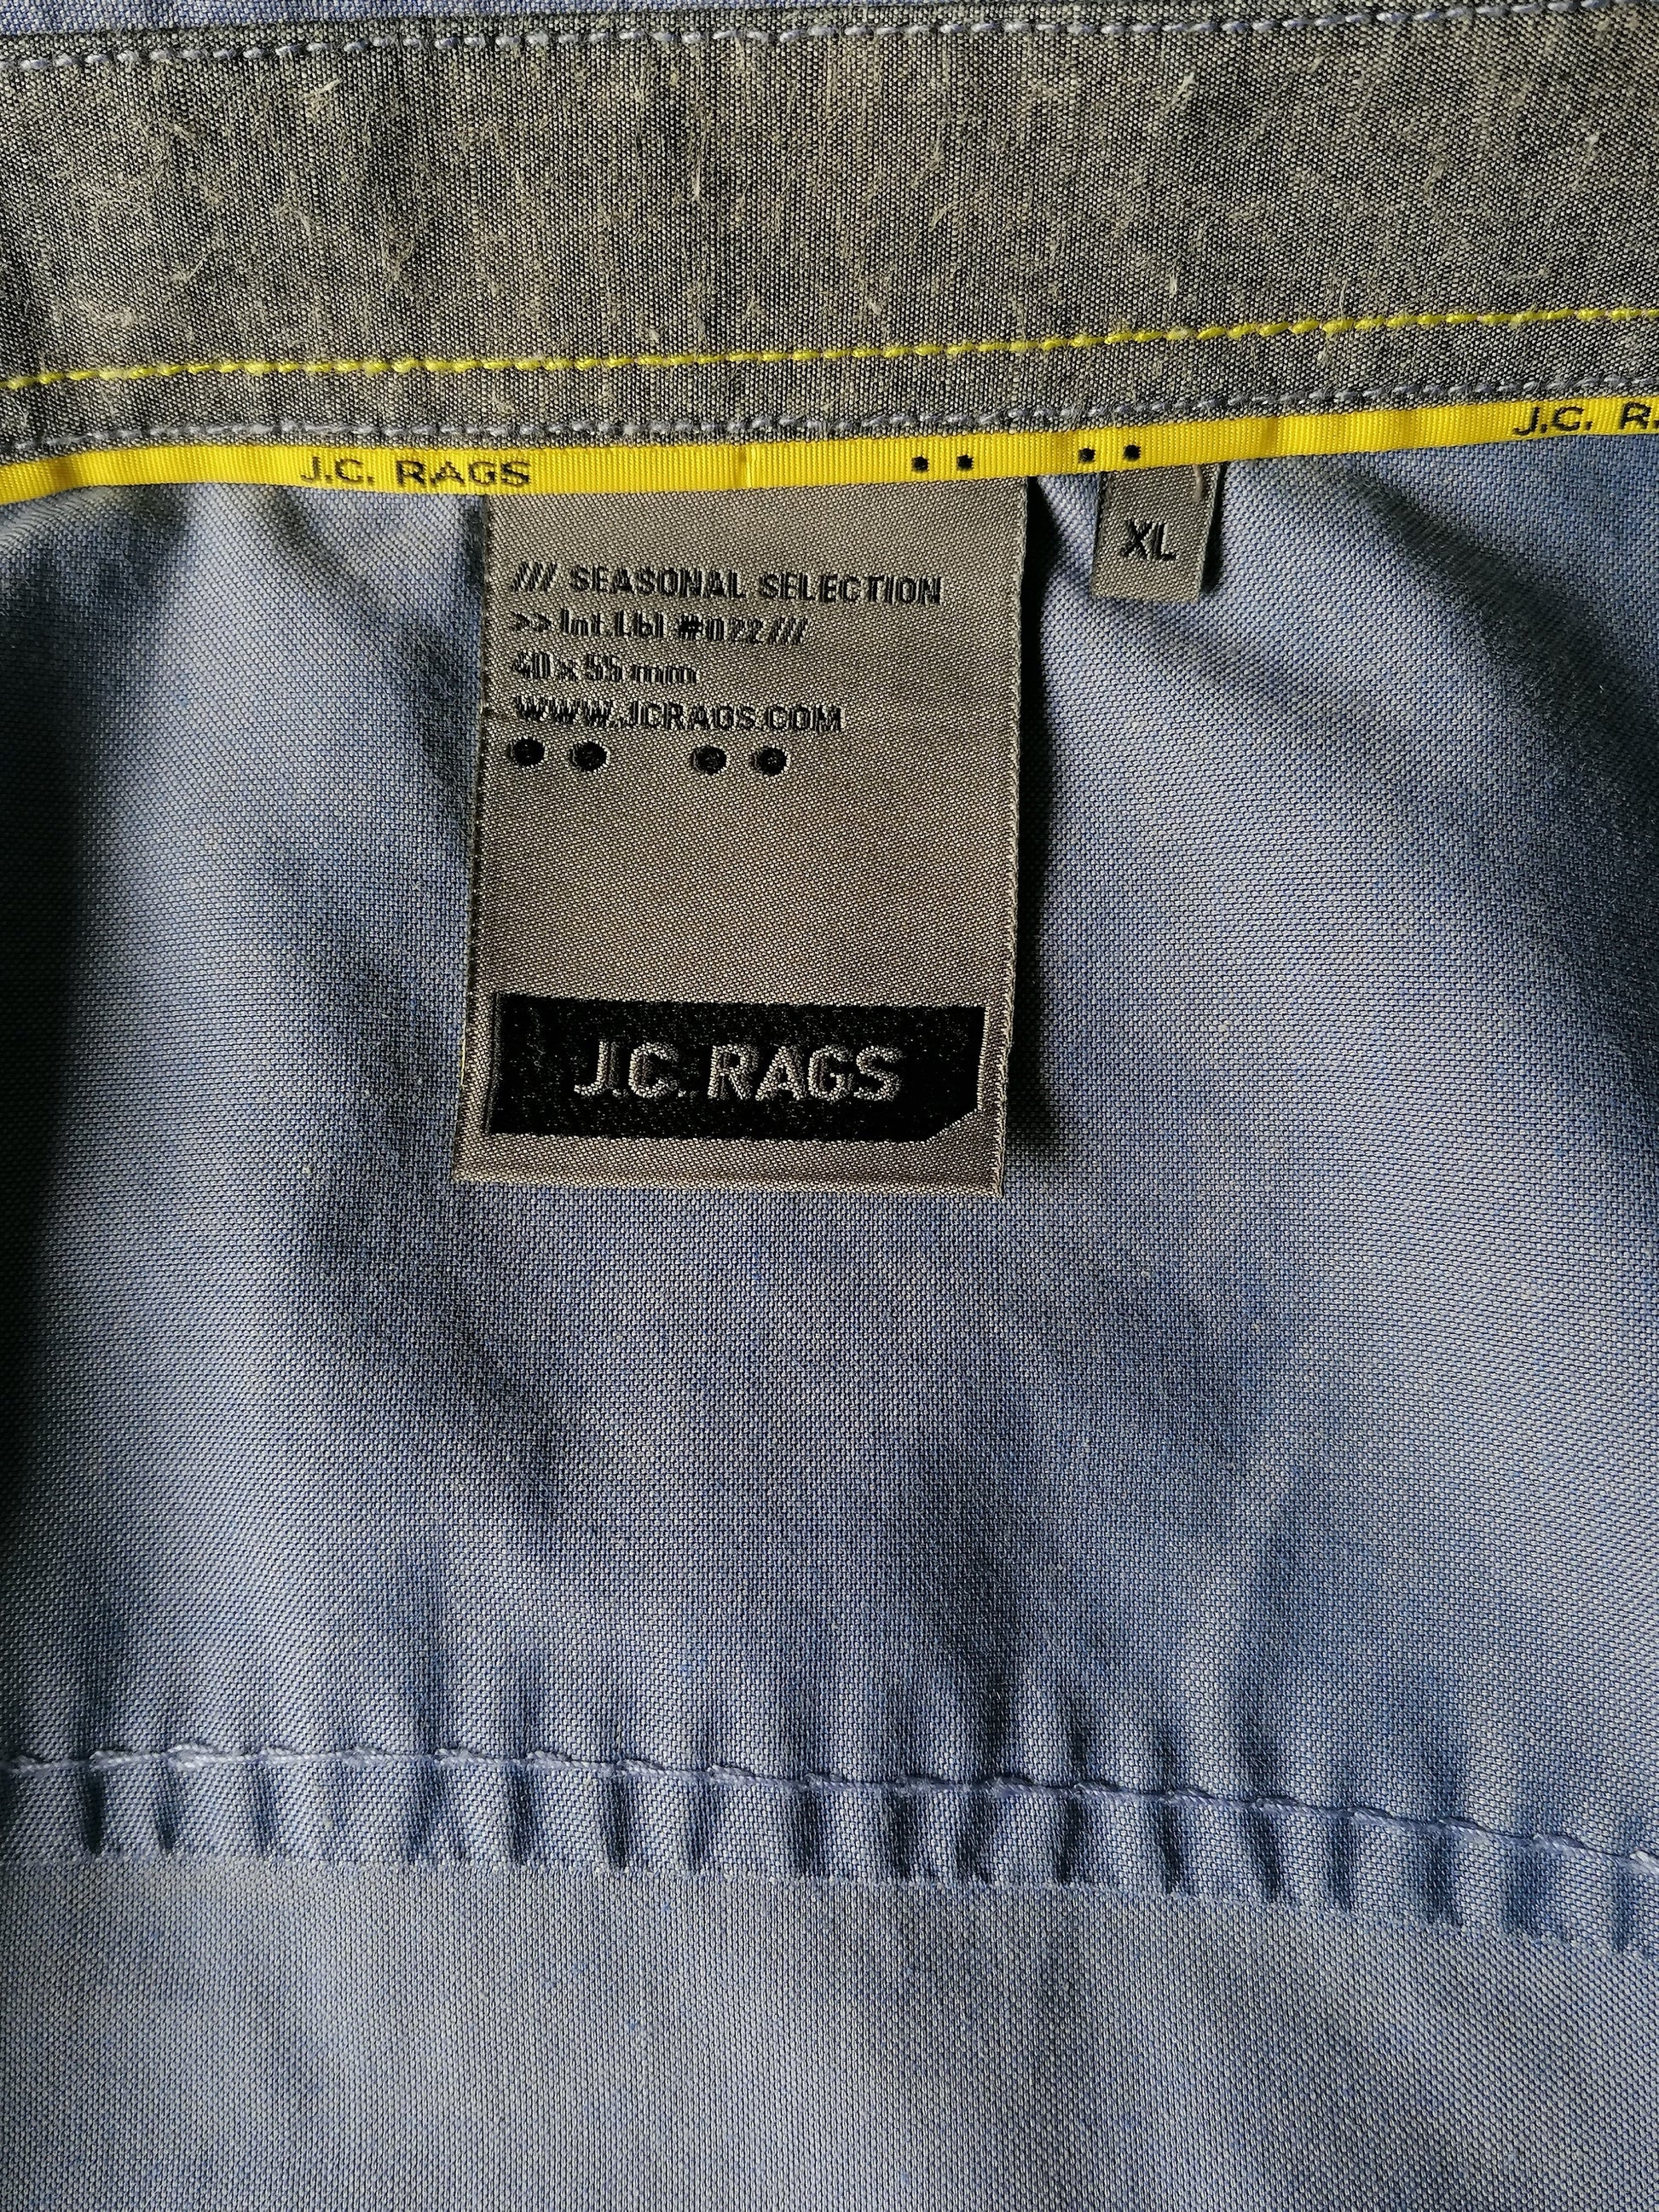 J.C. RAGS
J.C. R.
XL
/// SEASONAL SELECTION
>> Int.Lbl #022///
40 x 55 mm
WWW.JCRAGS.COM
J.C. RAGS